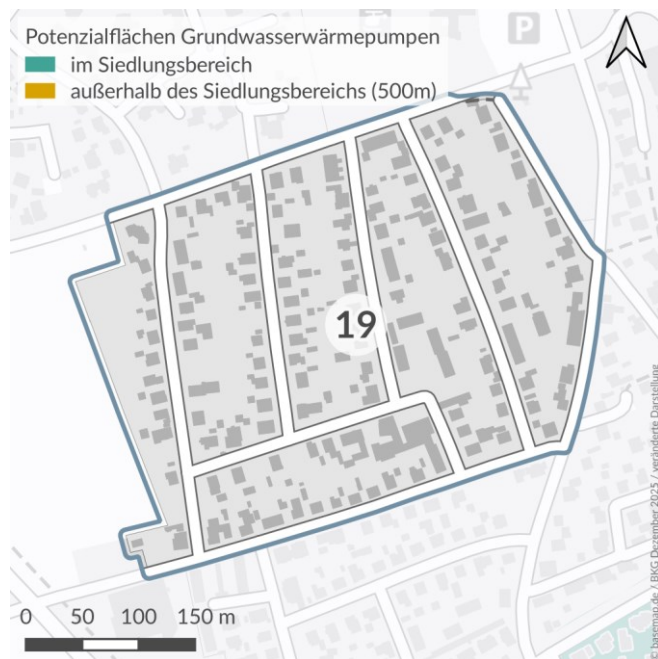 Potenzialflächen Grundwasserwärmepumpen
im Siedlungsbereich
außerhalb des Siedlungsbereichs (500m)
P
19
0 50 100 150 m
© basemap.de / BKG Dezember 2025 / veränderte Darstellung